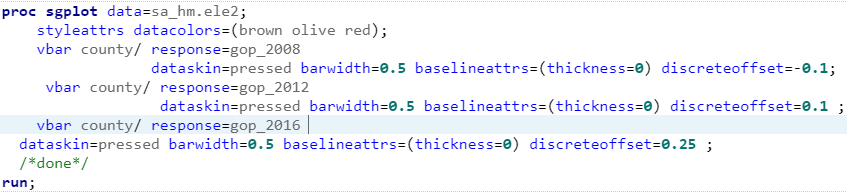 proc sgplot data=sa_hm.ele2;
styleattrs datacolors=(brown olive red);
vbar county/ response=gop_2008
dataskin=pressed barwidth=0.5 baselineattrs=(thickness=0) discreteoffset=-0.1;
vbar county/ response=gop_2012
dataskin=pressed barwidth=0.5 baselineattrs=(thickness=0) discreteoffset=0.1 ;
vbar county/ response=gop_2016
dataskin=pressed barwidth=0.5 baselineattrs=(thickness=0) discreteoffset=0.25 ;
/*done*/
run;